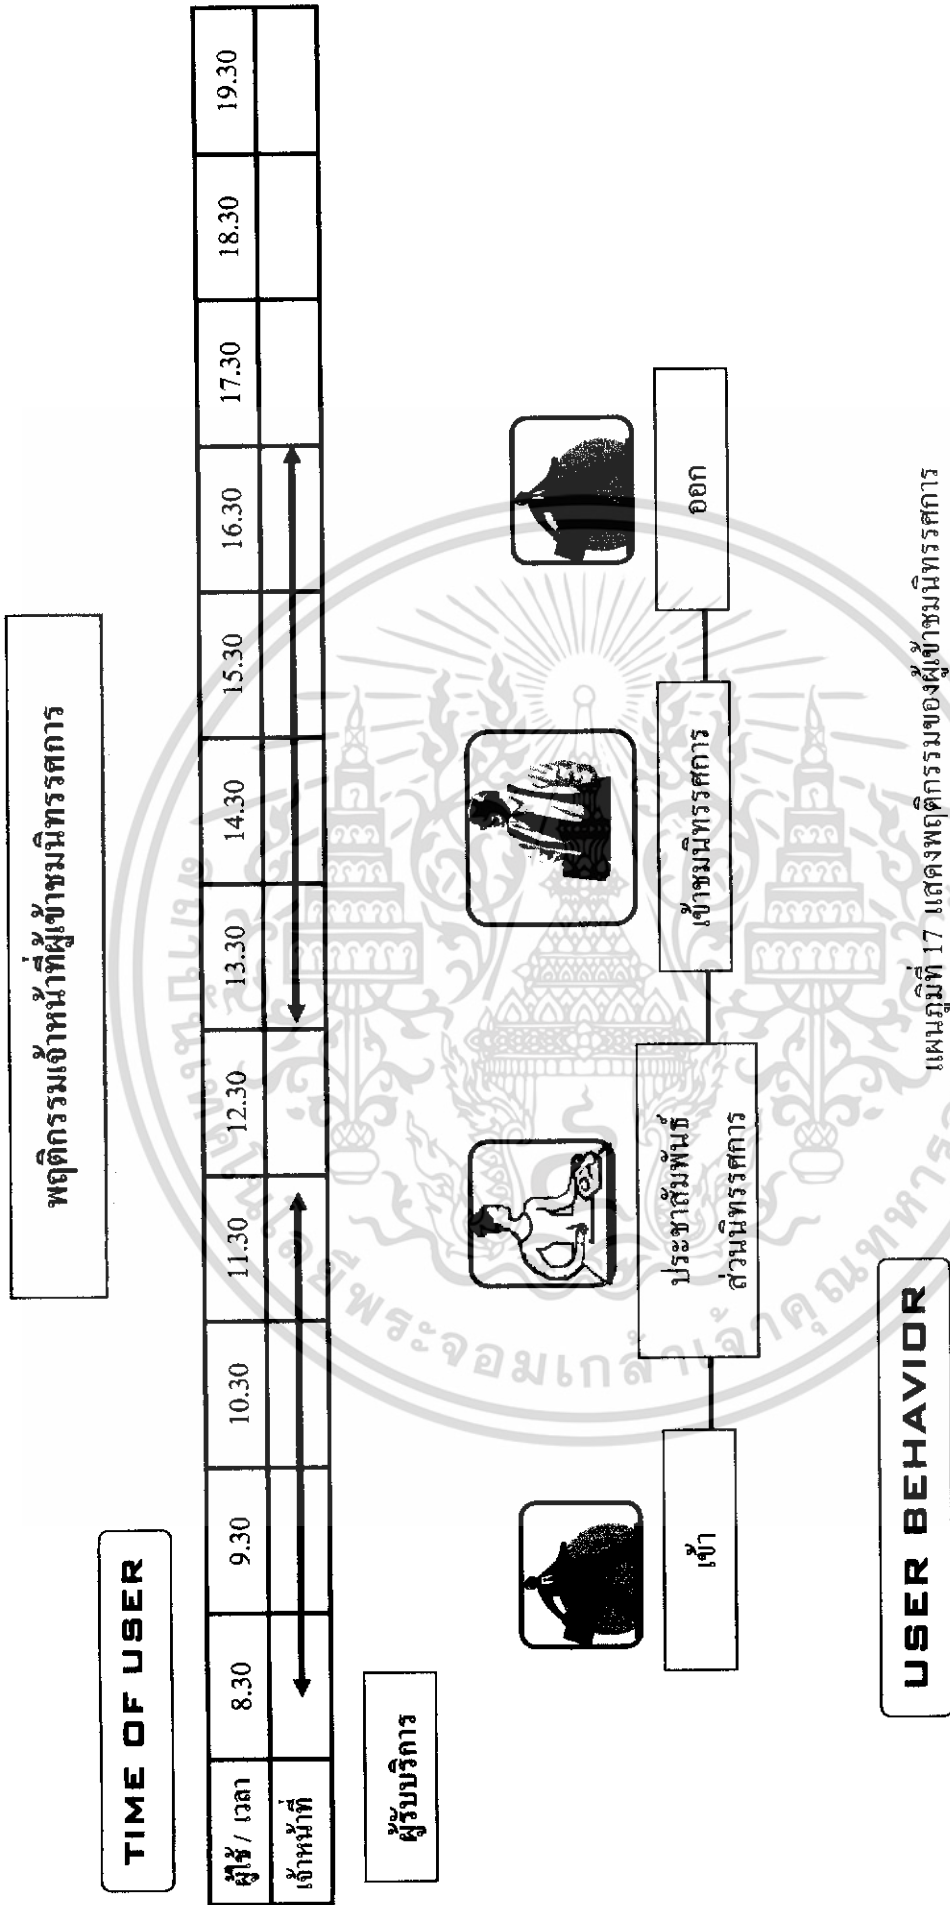 พฤติกรรมเจ้าหน้าที่ผู้เข้าชมนิทรรศการ
TIME OF USER
ผู้ใช้ / เวลา 8.30 9.30 10.30 11.30 12.30 13.30 14.30 15.30 16.30 17.30 18.30 19.30
เจ้าหน้าที่
ผู้รับบริการ
เข้า
ประชาสัมพันธ์
ส่วนนิทรรศการ
เข้าชมนิทรรศการ
ออก
USER BEHAVIOR
แผนภูมิที่ 17 แสดงพฤติกรรมของผู้เข้าชมนิทรรศการ